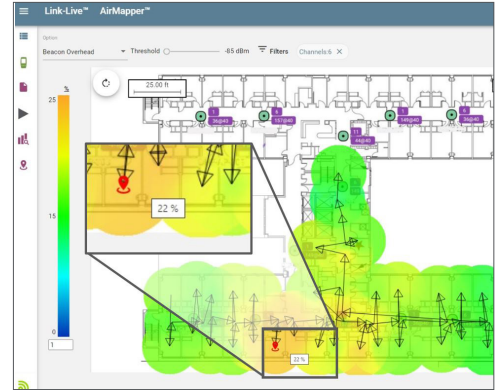 Link-Live™ AirMapper™
Option
Beacon Overhead
Threshold
-85 dBm
Filters
Channels:6
%
25
15
0
1
25.00 ft
1
36@40
6
157@40
1
149@40
6
36@40
11
44@40
22 %
22 %